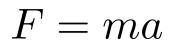 F = ma